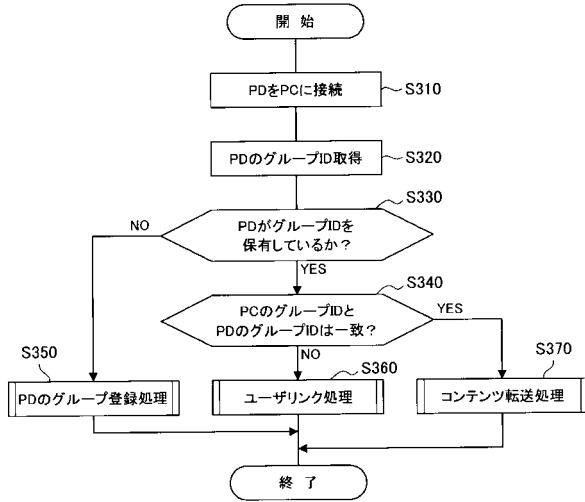 開 始
PDをPCに接続
S310
PDのグループID取得
S320
S330
NO
PDがグループIDを
保有しているか？
YES
S340
PCのグループIDと
PDのグループIDは一致？
YES
NO
S350
PDのグループ登録処理
S360
ユーザリンク処理
S370
コンテンツ転送処理
終 了